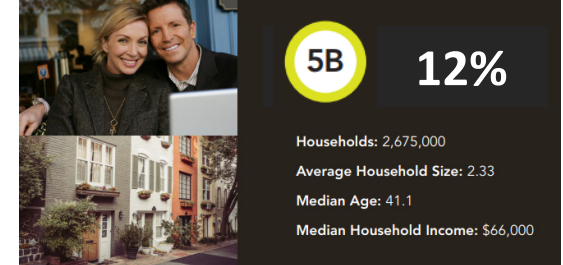 5B
12%
Households: 2,675,000
Average Household Size: 2.33
Median Age: 41.1
Median Household Income: $66,000